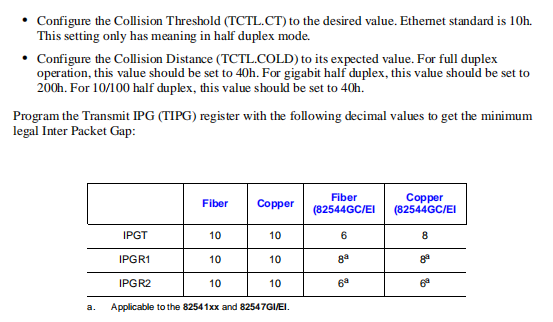 • Configure the Collision Threshold (TCTL.CT) to the desired value. Ethernet standard is 10h.
This setting only has meaning in half duplex mode.
• Configure the Collision Distance (TCTL.COLD) to its expected value. For full duplex
operation, this value should be set to 40h. For gigabit half duplex, this value should be set to
200h. For 10/100 half duplex, this value should be set to 40h.
Program the Transmit IPG (TIPG) register with the following decimal values to get the minimum
legal Inter Packet Gap:
Fiber Copper Fiber (82544GC/EI Copper (82544GC/EI
IPGT 10 10 6 8
IPGR1 10 10 8a 8a
IPGR2 10 10 6a 6a
a. Applicable to the 82541xx and 82547GI/EI.